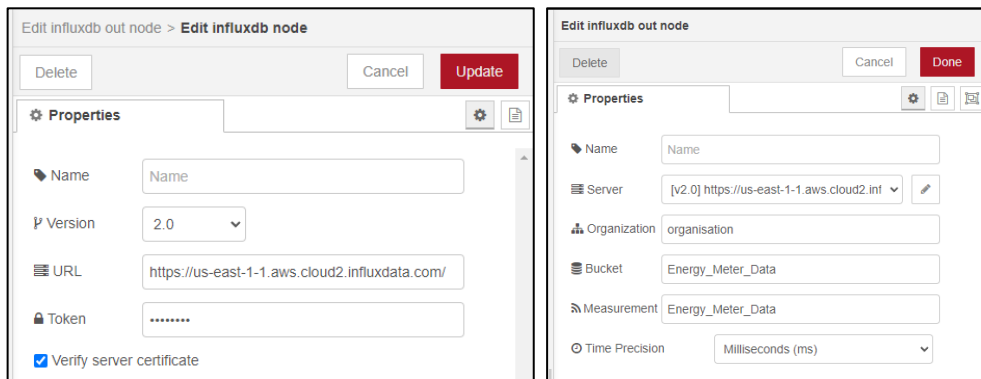 Edit influxdb out node > Edit influxdb node
Delete
Cancel
Update
Properties
Name
Name
Version
2.0
URL
https://us-east-1-1.aws.cloud2.influxdata.com/
Token
••••••••
Verify server certificate
Edit influxdb out node
Delete
Cancel
Done
Properties
Name
Name
Server
[v2.0] https://us-east-1-1.aws.cloud2.inf
Organization
organisation
Bucket
Energy_Meter_Data
Measurement
Energy_Meter_Data
Time Precision
Milliseconds (ms)